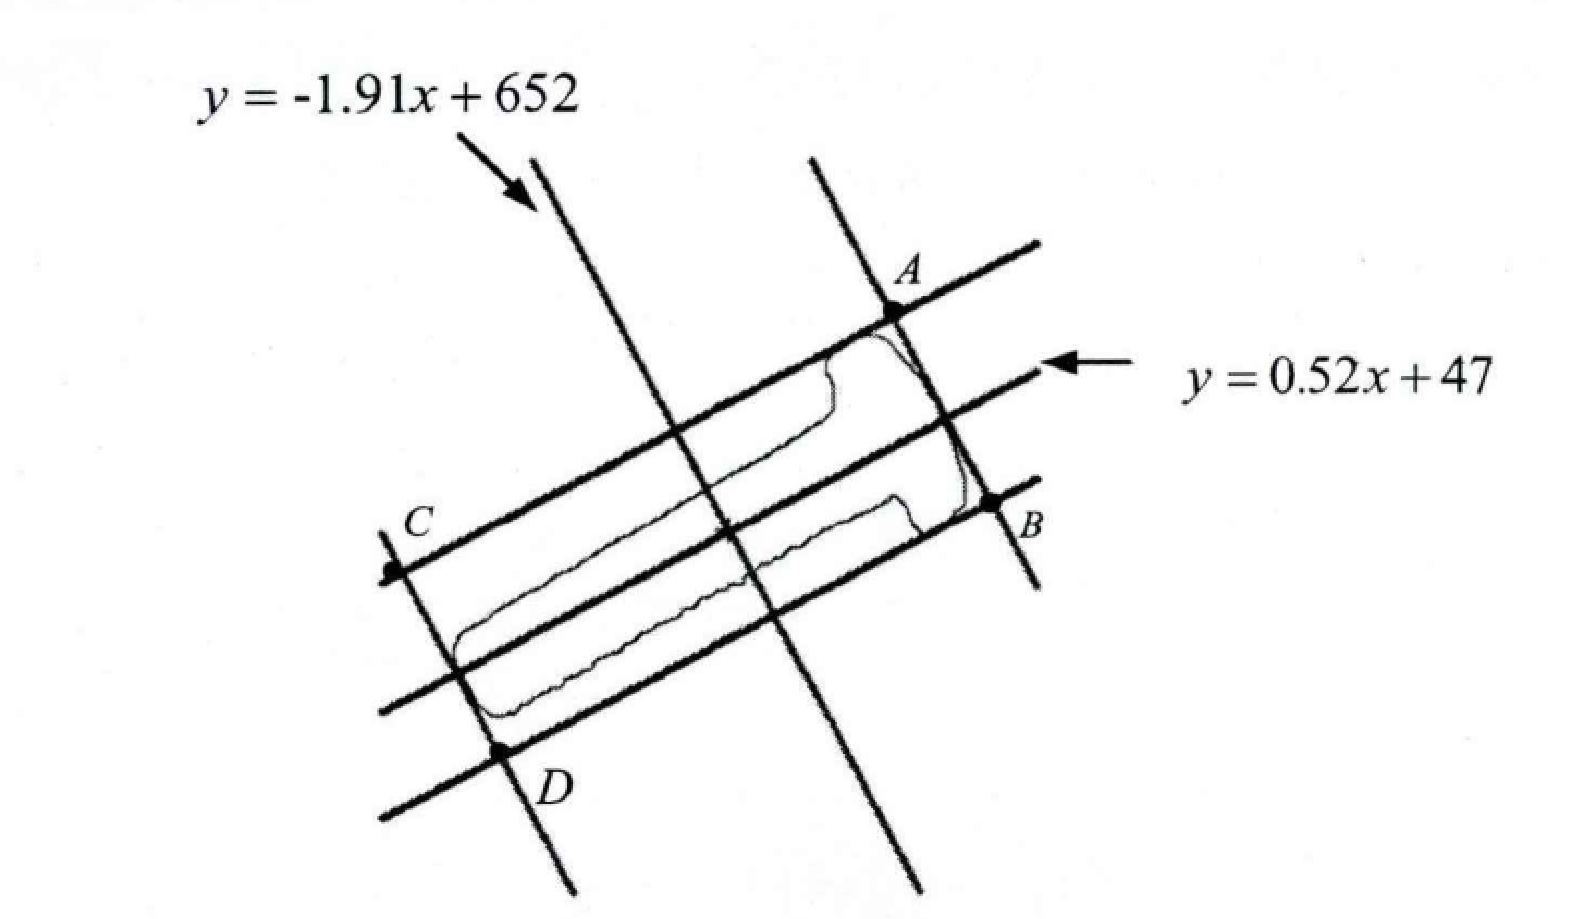 y = -1.91x + 652
A
y = 0.52x + 47
C
B
D